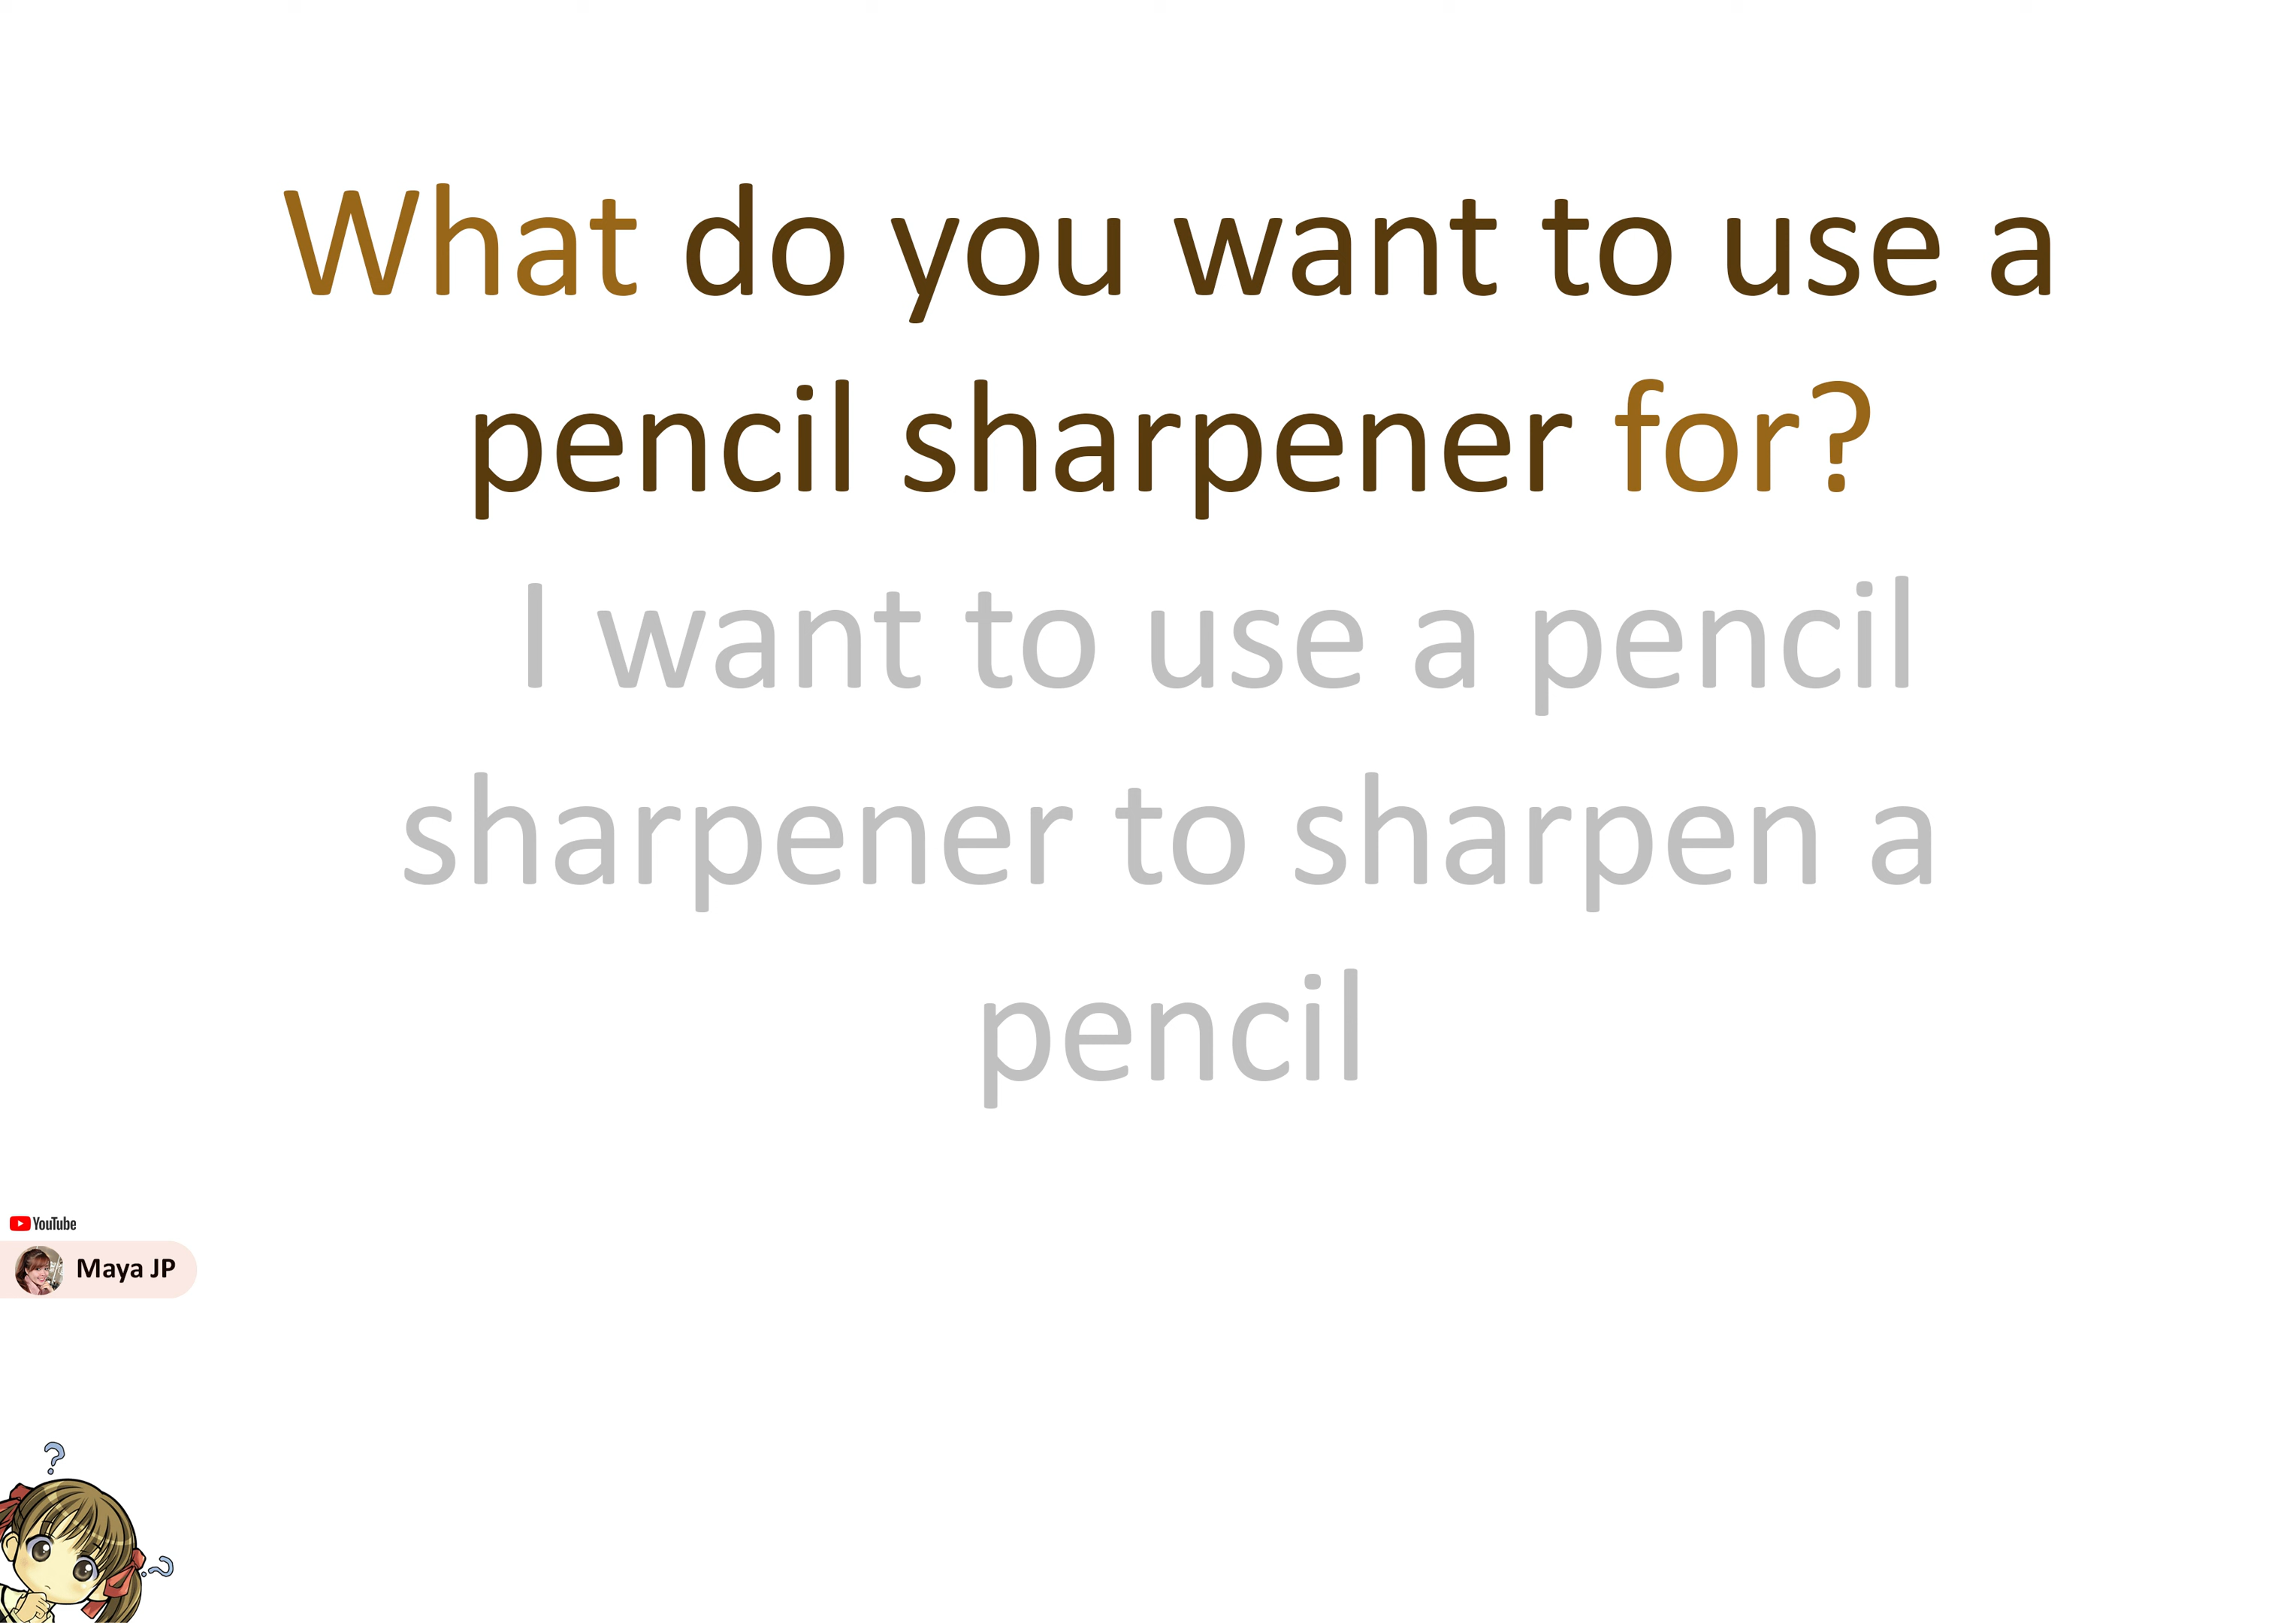 What do you want to use a
pencil sharpener for?
I want to use a pencil
sharpener to sharpen a
pencil
YouTube
Maya JP
? ?